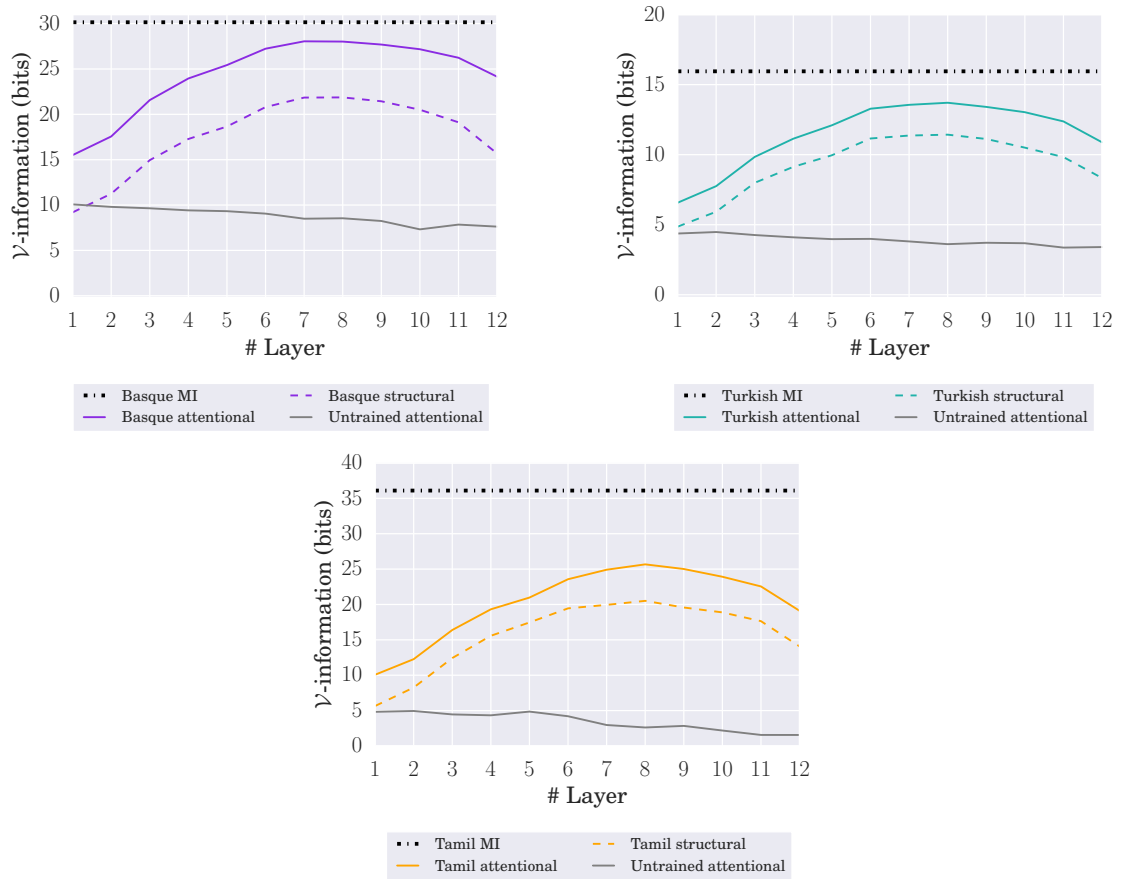 30
25
20
15
10
5
0
𝒱-information (bits)
1 2 3 4 5 6 7 8 9 10 11 12
# Layer
Basque MI Basque structural
Basque attentional Untrained attentional
20
15
10
5
0
𝒱-information (bits)
1 2 3 4 5 6 7 8 9 10 11 12
# Layer
Turkish MI Turkish structural
Turkish attentional Untrained attentional
40
35
30
25
20
15
10
5
0
𝒱-information (bits)
1 2 3 4 5 6 7 8 9 10 11 12
# Layer
Tamil MI Tamil structural
Tamil attentional Untrained attentional